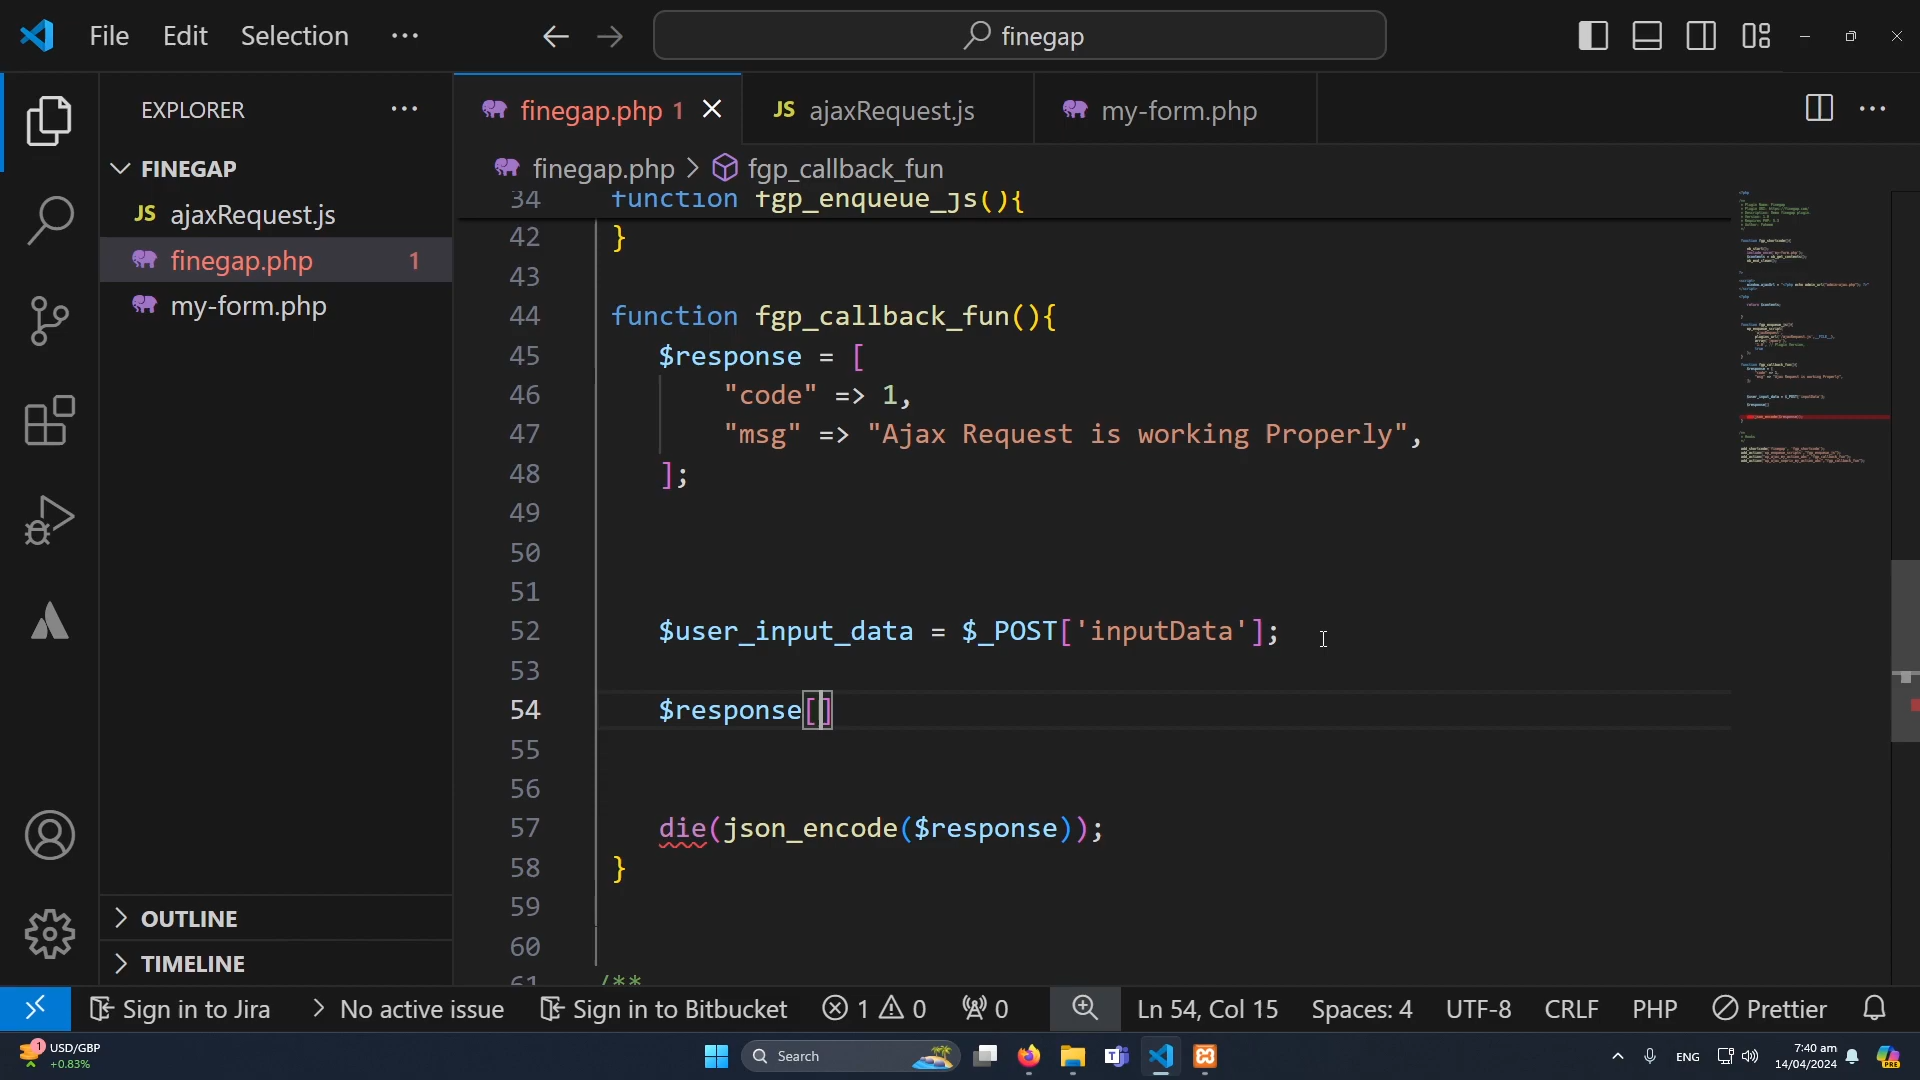 File Edit Selection ··· finegap
EXPLORER ···
FINEGAP
JS ajaxRequest.js
finegap.php 1
my-form.php
OUTLINE
TIMELINE
finegap.php 1 JS ajaxRequest.js my-form.php
finegap.php > fgp_callback_fun
34 function fgp_enqueue_js(){
42 }
43
44 function fgp_callback_fun(){
45 $response = [
46 "code" => 1,
47 "msg" => "Ajax Request is working Properly",
48 ];
49
50
51
52 $user_input_data = $_POST['inputData'];
53
54 $response[]
55
56
57 die(json_encode($response));
58 }
59
60
61 /**
Sign in to Jira > No active issue Sign in to Bitbucket 1 0 0 Ln 54, Col 15 Spaces: 4 UTF-8 CRLF PHP Prettier
1 USD/GBP
+0.83%
Search
ENG
7:40 am
14/04/2024
PRE